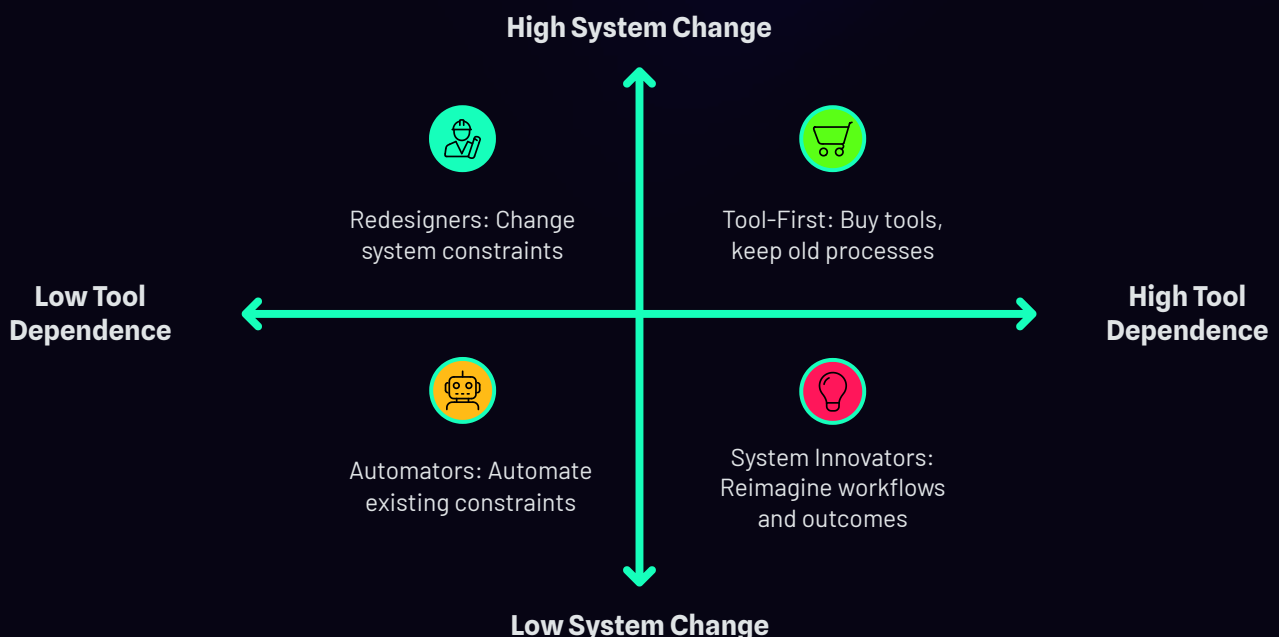 High System Change
Redesigners: Change
system constraints
Tool-First: Buy tools,
keep old processes
Low Tool
Dependence
High Tool
Dependence
Automators: Automate
existing constraints
System Innovators:
Reimagine workflows
and outcomes
Low System Change